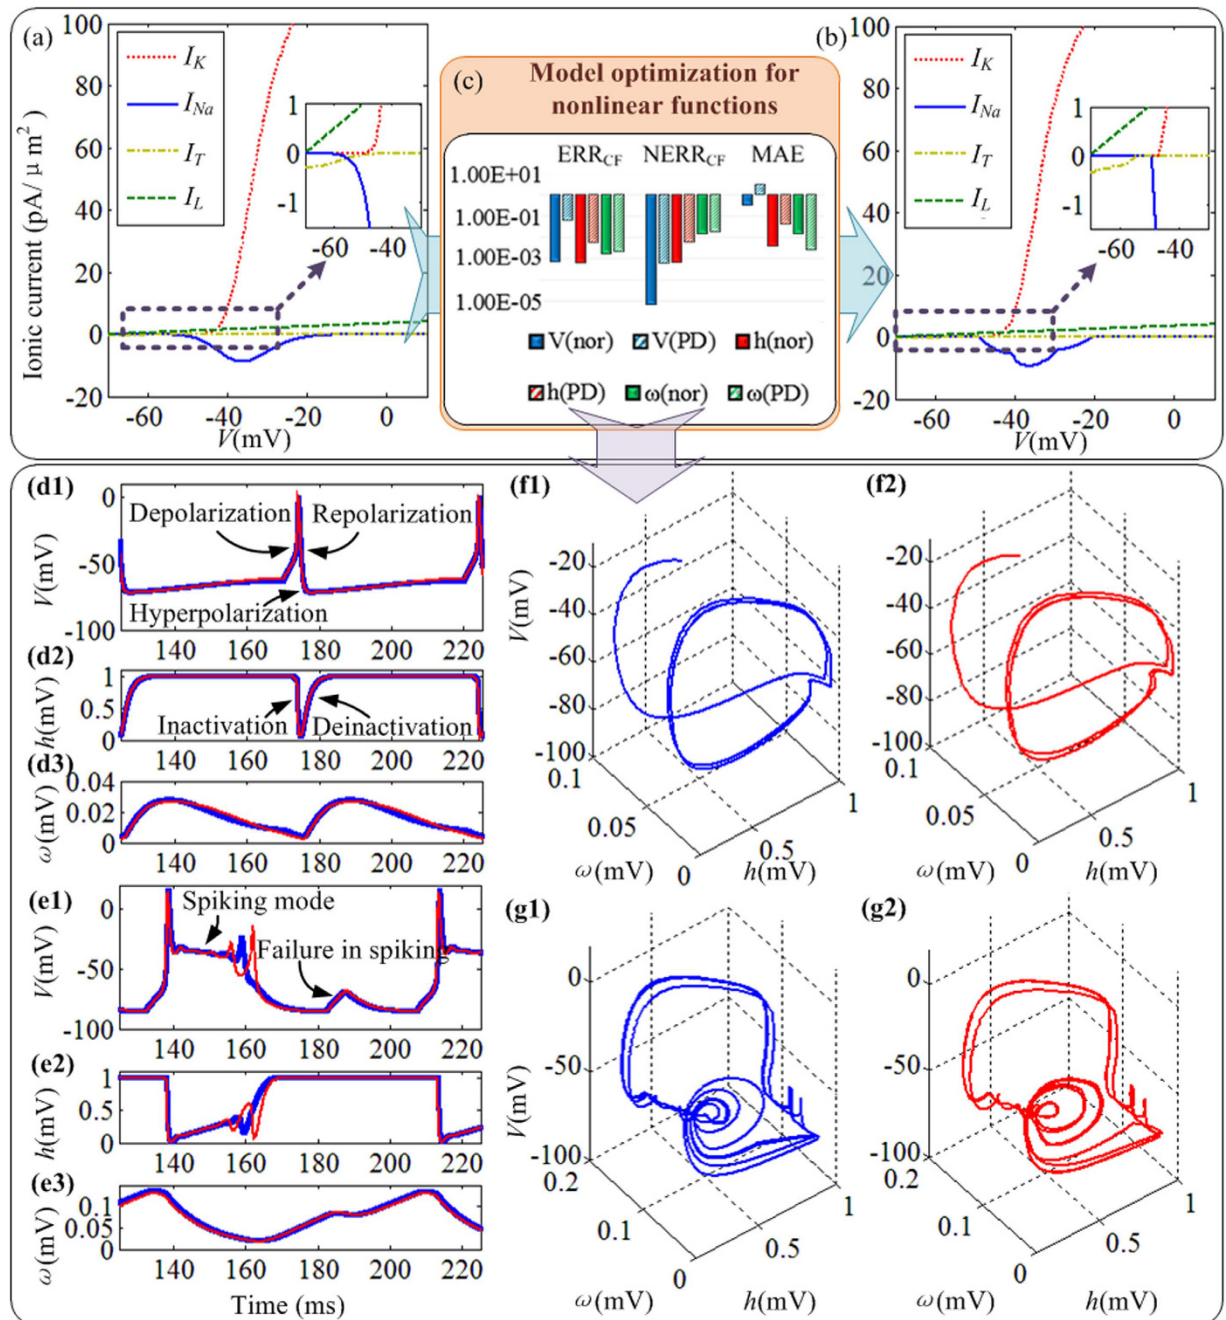 (a)
100
80
60
40
20
0
-20
Ionic current (pA/ μ m²)
I_K
I_Na
I_T
I_L
1
0
-1
-60 -40
-60 -40 -20 0
V(mV)
(c) Model optimization for
nonlinear functions
ERR_CF NERR_CF MAE
1.00E+01
1.00E-01
1.00E-03
1.00E-05
V(nor) V(PD) h(nor)
h(PD) ω(nor) ω(PD)
(b)
100
80
60
40
20
0
-20
I_K
I_Na
I_T
I_L
1
0
-1
-60 -40
-60 -40 -20 0
V(mV)
(d1)
V(mV)
0
-50
-100
Depolarization Repolarization
Hyperpolarization
140 160 180 200 220
(d2)
h(mV)
1
0.5
0
Inactivation Deinactivation
140 160 180 200 220
(d3)
ω(mV)
0.04
0.02
0
140 160 180 200 220
(e1)
V(mV)
0
-50
-100
Spiking mode
Failure in spiking
140 160 180 200 220
(e2)
h(mV)
1
0.5
0
140 160 180 200 220
(e3)
ω(mV)
0.1
0.05
0
140 160 180 200 220
Time (ms)
(f1)
V(mV)
-20
-40
-60
-80
-100
0.1
0.05
0
ω(mV)
0.5
1
h(mV)
(f2)
-20
-40
-60
-80
-100
0.1
0.05
0
ω(mV)
0.5
1
h(mV)
(g1)
V(mV)
0
-50
-100
0.2
0.1
0
ω(mV)
0.5
1
h(mV)
(g2)
0
-50
-100
0.2
0.1
0
ω(mV)
0.5
1
h(mV)